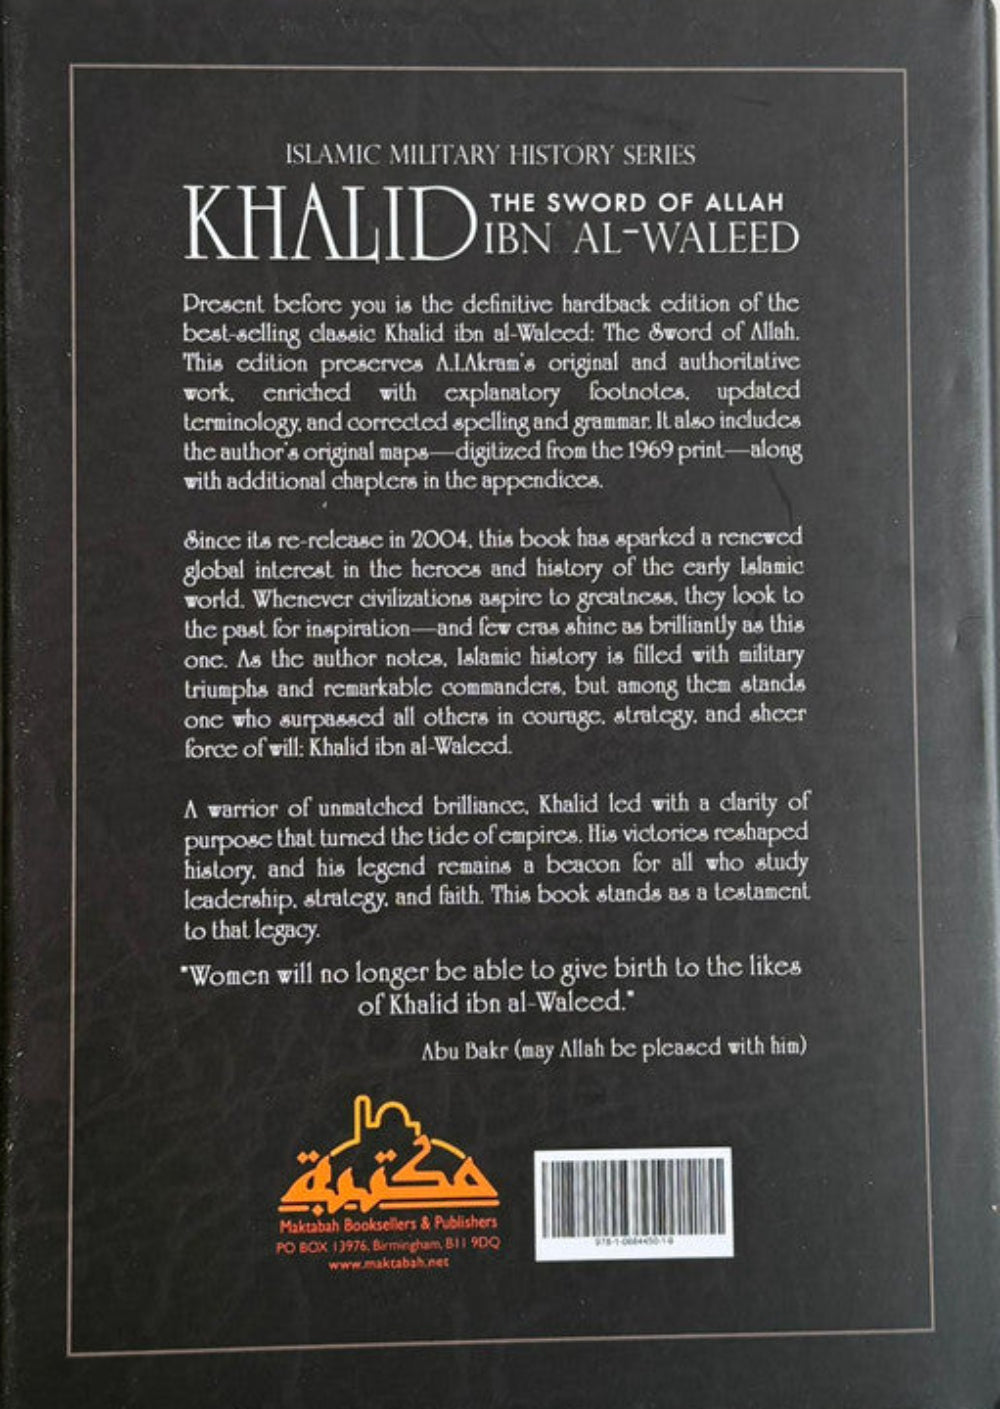 ISLAMIC MILITARY HISTORY SERIES
KHALID THE SWORD OF ALLAH
IBN AL-WALEED
Present before you is the definitive hardback edition of the
best-selling classic Khalid ibn al-Waleed: The Sword of Allah.
This edition preserves A.I.Akram's original and authoritative
work, enriched with explanatory footnotes, updated
terminology, and corrected spelling and grammar. It also includes
the author's original maps—digitized from the 1969 print—along
with additional chapters in the appendices.
Since its re-release in 2004, this book has sparked a renewed
global interest in the heroes and history of the early Islamic
world. Whenever civilizations aspire to greatness, they look to
the past for inspiration—and few eras shine as brilliantly as this
one. As the author notes, Islamic history is filled with military
triumphs and remarkable commanders, but among them stands
one who surpassed all others in courage, strategy, and sheer
force of will: Khalid ibn al-Waleed.
A warrior of unmatched brilliance, Khalid led with a clarity of
purpose that turned the tide of empires. His victories reshaped
history, and his legend remains a beacon for all who study
leadership, strategy, and faith. This book stands as a testament
to that legacy.
"Women will no longer be able to give birth to the likes
of Khalid ibn al-Waleed."
Abu Bakr (may Allah be pleased with him)
مكتبة
Maktabah Booksellers & Publishers
PO BOX 13976, Birmingham, B11 9DQ
www.maktabah.net